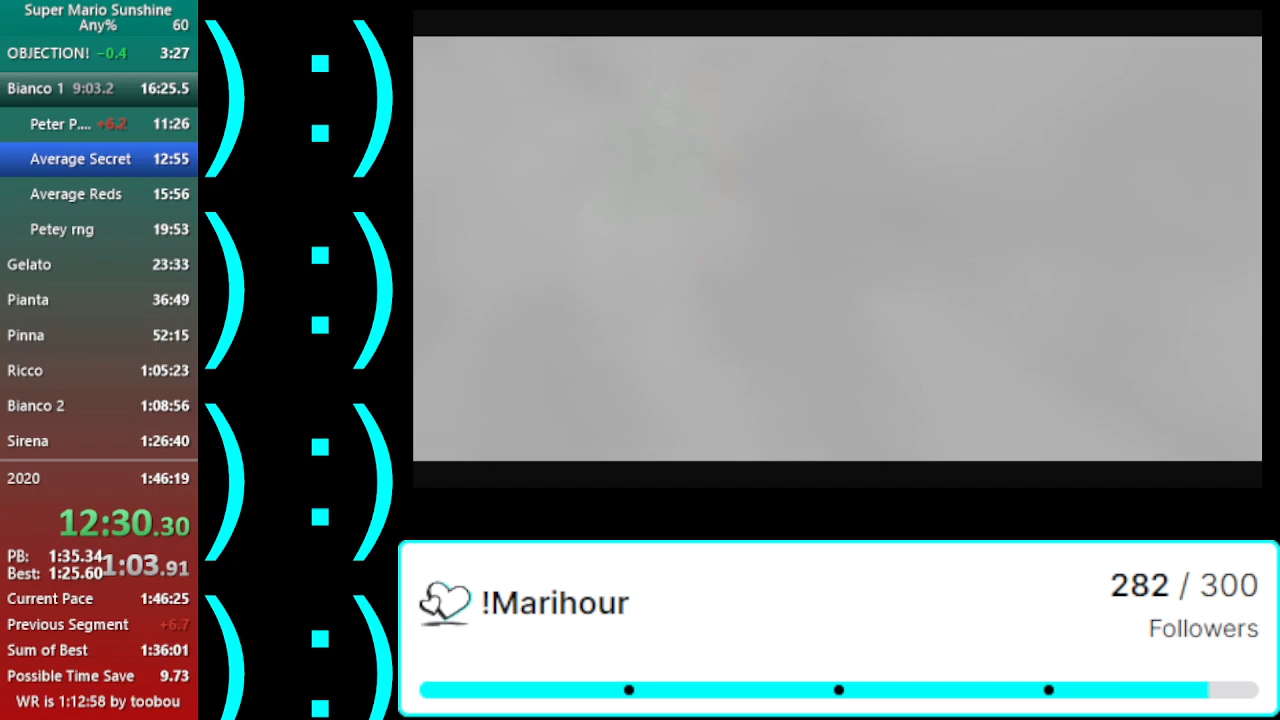 Super Mario Sunshine
Any% 60
OBJECTION! -0.4 3:27
Bianco 1 9:03.2 16:25.5
Peter P.... +6.2 11:26
Average Secret 12:55
Average Reds 15:56
Petey rng 19:53
Gelato 23:33
Pianta 36:49
Pinna 52:15
Ricco 1:05:23
Bianco 2 1:08:56
Sirena 1:26:40
2020 1:46:19
12:30.30
PB: 1:35.34
Best: 1:25.60
1:03.91
Current Pace 1:46:25
Previous Segment +6.7
Sum of Best 1:36:01
Possible Time Save 9.73
WR is 1:12:58 by toobou
) :)
) :)
) :)
) :)
!Marihour
282 / 300
Followers